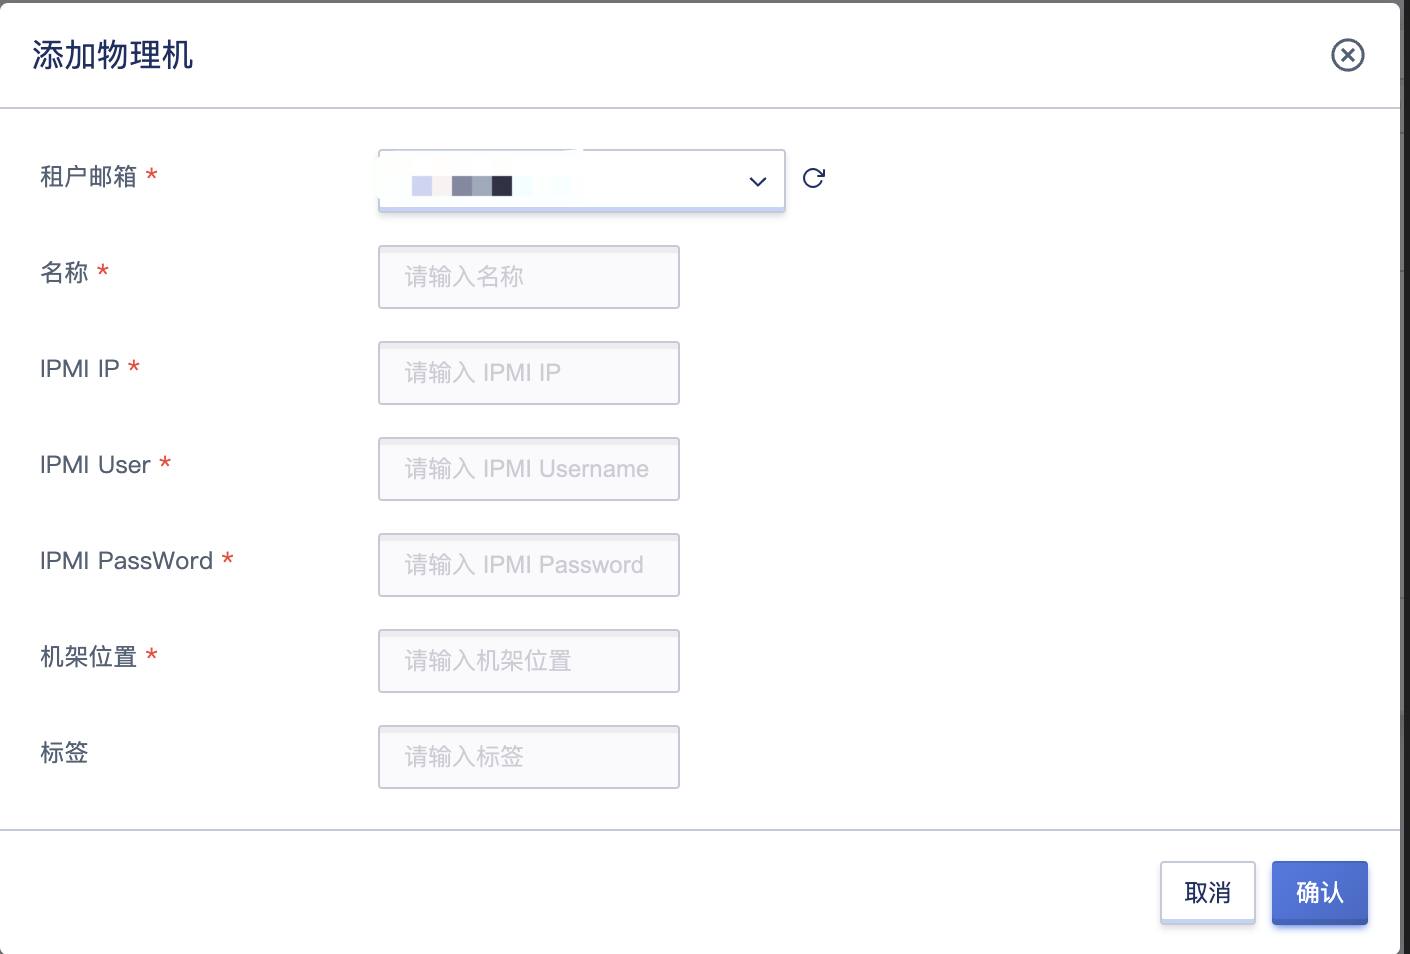 添加物理机
租户邮箱 *
名称 *
请输入名称
IPMI IP *
请输入 IPMI IP
IPMI User *
请输入 IPMI Username
IPMI PassWord *
请输入 IPMI Password
机架位置 *
请输入机架位置
标签
请输入标签
取消
确认